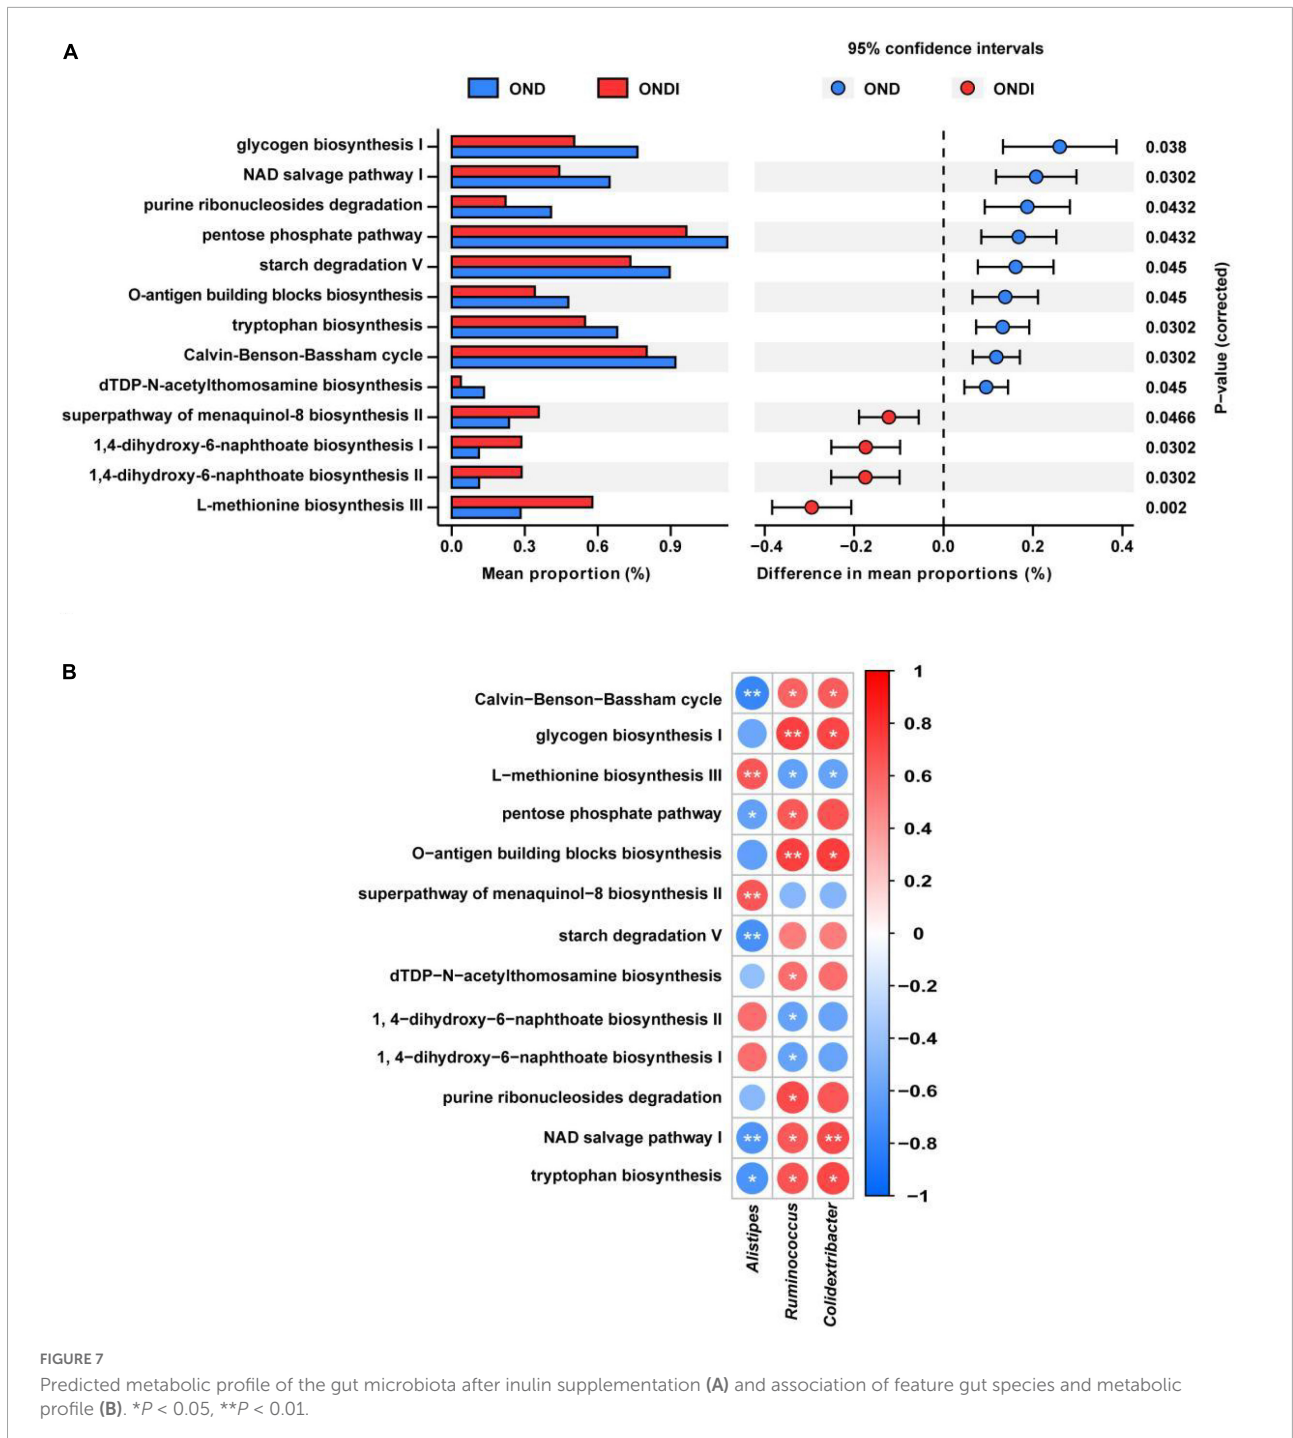 A
95% confidence intervals
OND ONDI OND ONDI
glycogen biosynthesis I 0.038
NAD salvage pathway I 0.0302
purine ribonucleosides degradation 0.0432
pentose phosphate pathway 0.0432
starch degradation V 0.045
O-antigen building blocks biosynthesis 0.045
tryptophan biosynthesis 0.0302
Calvin-Benson-Bassham cycle 0.0302
dTDP-N-acetylthomosamine biosynthesis 0.045
superpathway of menaquinol-8 biosynthesis II 0.0466
1,4-dihydroxy-6-naphthoate biosynthesis I 0.0302
1,4-dihydroxy-6-naphthoate biosynthesis II 0.0302
L-methionine biosynthesis III 0.002
P-value (corrected)
0.0 0.3 0.6 0.9 −0.4 −0.2 0.0 0.2 0.4
Mean proportion (%) Difference in mean proportions (%)
B
Calvin−Benson−Bassham cycle ** * *
glycogen biosynthesis I ** *
L−methionine biosynthesis III ** * *
pentose phosphate pathway * *
O−antigen building blocks biosynthesis ** *
superpathway of menaquinol−8 biosynthesis II **
starch degradation V **
dTDP−N−acetylthomosamine biosynthesis *
1, 4−dihydroxy−6−naphthoate biosynthesis II *
1, 4−dihydroxy−6−naphthoate biosynthesis I *
purine ribonucleosides degradation *
NAD salvage pathway I ** * **
tryptophan biosynthesis * * *
1
0.8
0.6
0.4
0.2
0
−0.2
−0.4
−0.6
−0.8
−1
Alistipes
Ruminococcus
Colidextribacter
FIGURE 7
Predicted metabolic profile of the gut microbiota after inulin supplementation (A) and association of feature gut species and metabolic
profile (B). *P < 0.05, **P < 0.01.